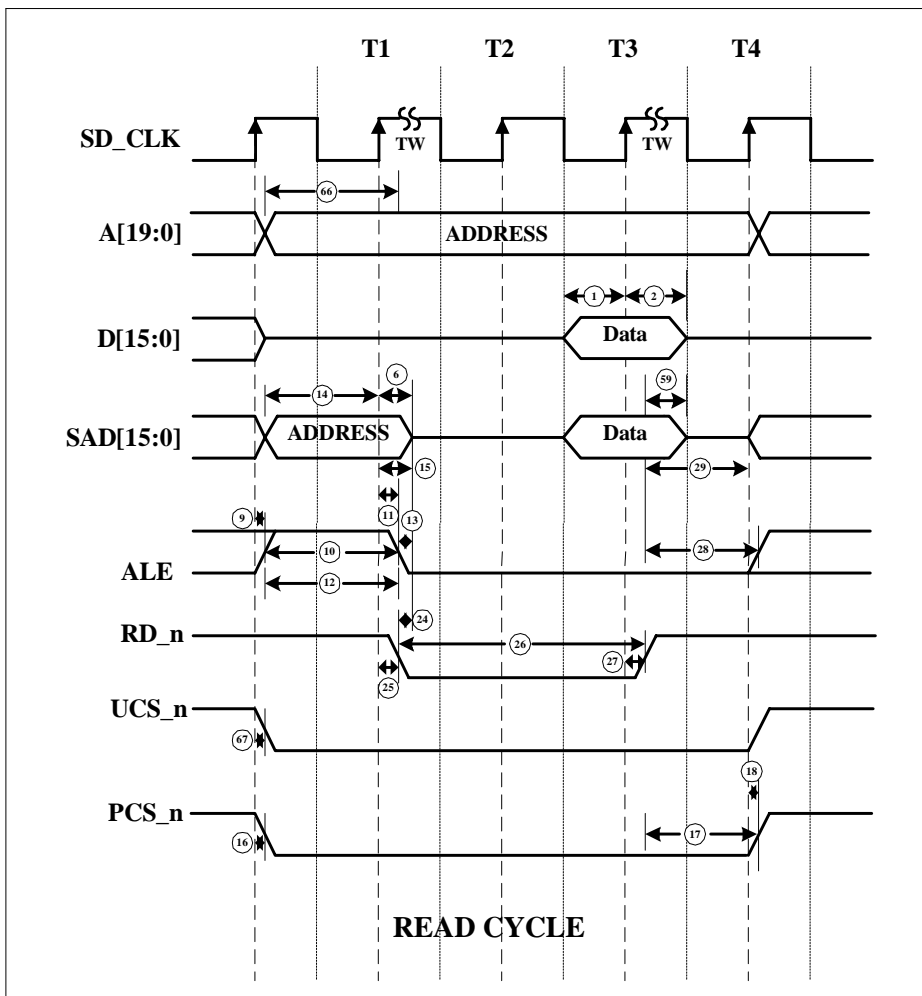 T1 T2 T3 T4
SD_CLK
TW TW
66
A[19:0] ADDRESS
1 2
D[15:0] Data
6 59
14
SAD[15:0] ADDRESS Data
15 29
9 11 13
10 28
ALE 12
24
RD_n 26
27
25
UCS_n
67
18
PCS_n
16 17
READ CYCLE